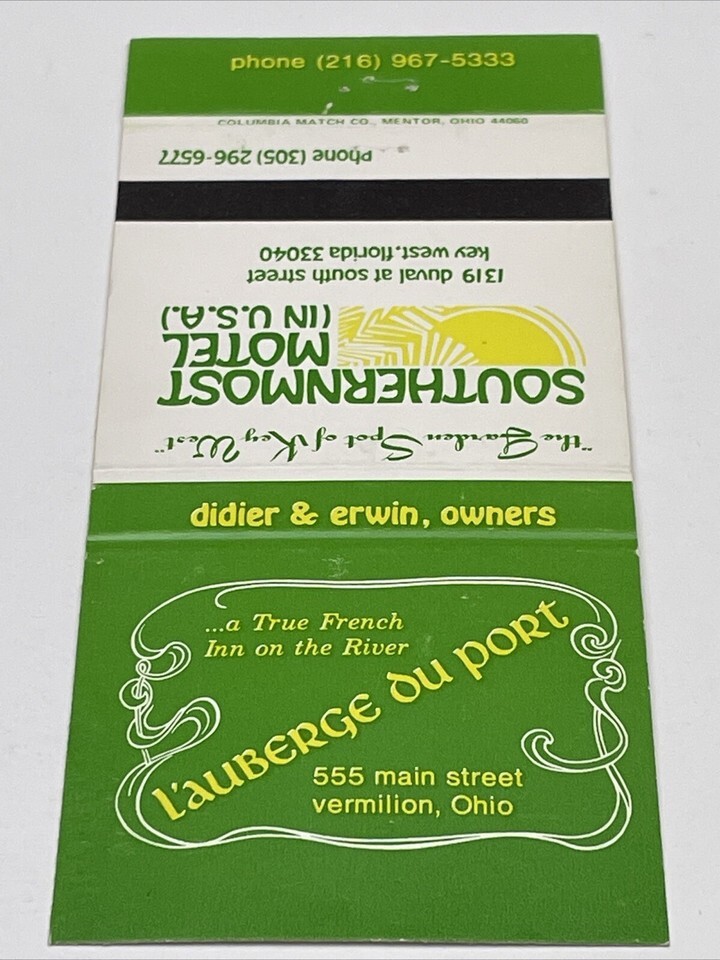 phone (216) 967-5333
COLUMBIA MATCH CO., MENTOR, OHIO 44060
"the Garden Spot of Key West"
SOUTHERNMOST
MOTEL
(IN U.S.A.)
1319 duval at south street
key west, florida 33040
Phone (305) 296-6577
didier & erwin, owners
...a True French
Inn on the River
l'auberge du port
555 main street
vermilion, Ohio